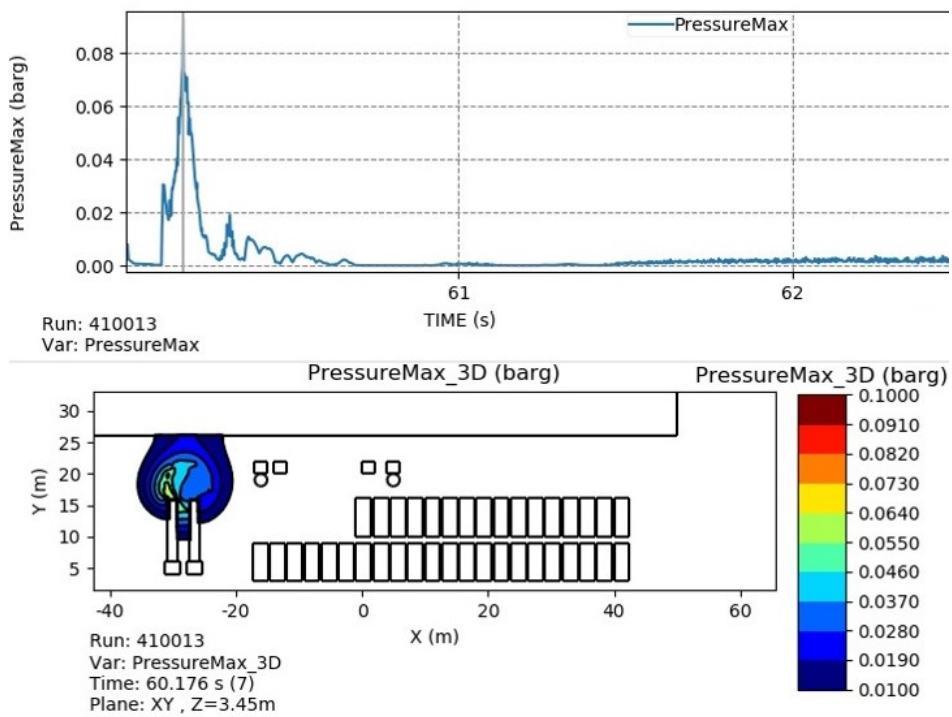 PressureMax
0.08
0.06
0.04
0.02
0.00
PressureMax (barg)
61
62
TIME (s)
Run: 410013
Var: PressureMax
PressureMax_3D (barg)
PressureMax_3D (barg)
30
25
20
15
10
5
Y (m)
-40
-20
0
20
40
60
X (m)
0.1000
0.0910
0.0820
0.0730
0.0640
0.0550
0.0460
0.0370
0.0280
0.0190
0.0100
Run: 410013
Var: PressureMax_3D
Time: 60.176 s (7)
Plane: XY , Z=3.45m